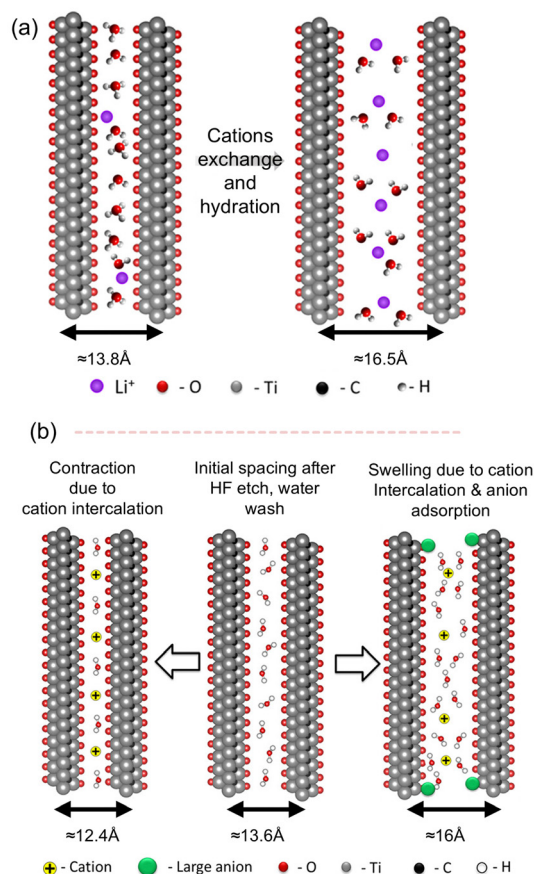 (a)
Cations
exchange
and
hydration
≈13.8Å
≈16.5Å
Li⁺ - O - Ti - C - H
(b)
Contraction
due to
cation intercalation
Initial spacing after
HF etch, water
wash
Swelling due to cation
Intercalation & anion
adsorption
+
+
+
+
+
+
+
+
≈12.4Å
≈13.6Å
≈16Å
+ - Cation - Large anion - O - Ti - C - H